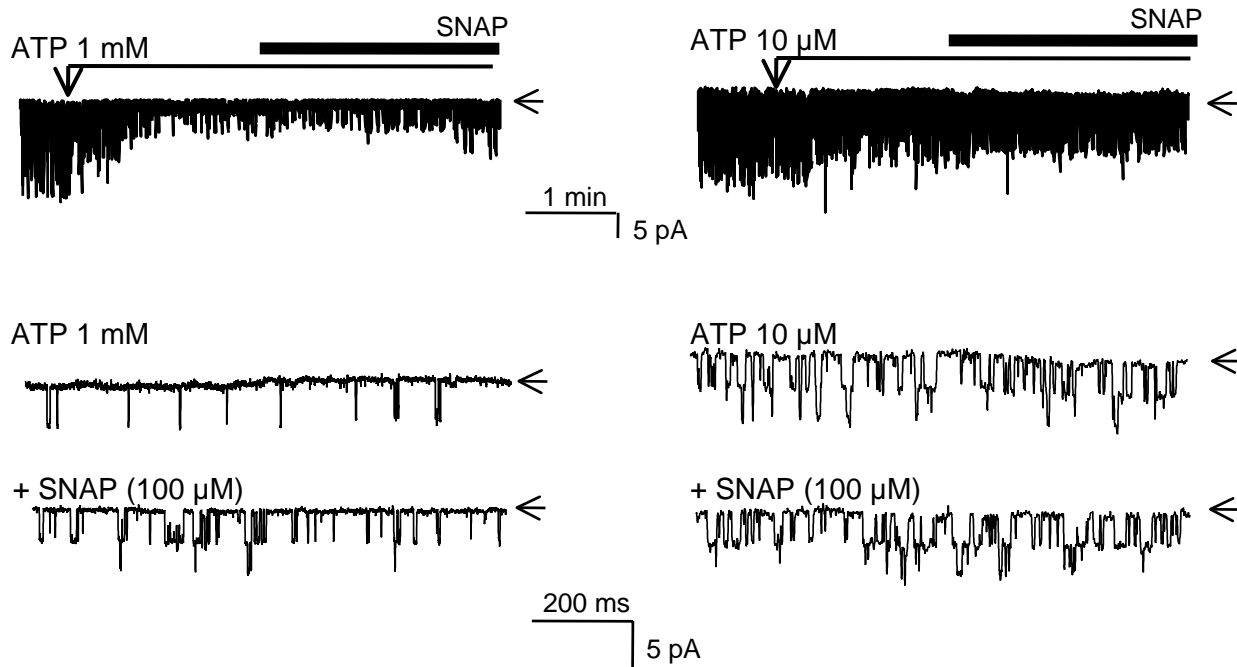 SNAP
ATP 1 mM
SNAP
ATP 10 µM
1 min
5 pA
ATP 1 mM
ATP 10 µM
+ SNAP (100 µM)
+ SNAP (100 µM)
200 ms
5 pA